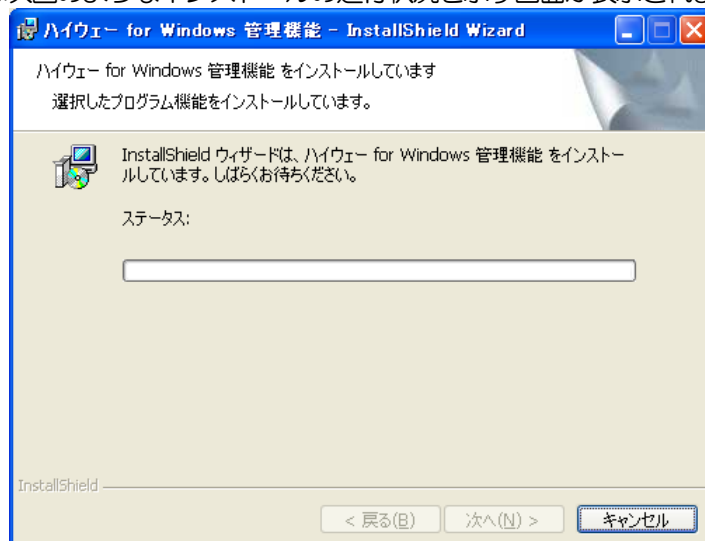 ハイウェー for Windows 管理機能 - InstallShield Wizard
ハイウェー for Windows 管理機能 をインストールしています
選択したプログラム機能をインストールしています。
InstallShield ウィザードは、ハイウェー for Windows 管理機能 をインストー
ルしています。しばらくお待ちください。
ステータス:
InstallShield
< 戻る(B)
次へ(N) >
キャンセル